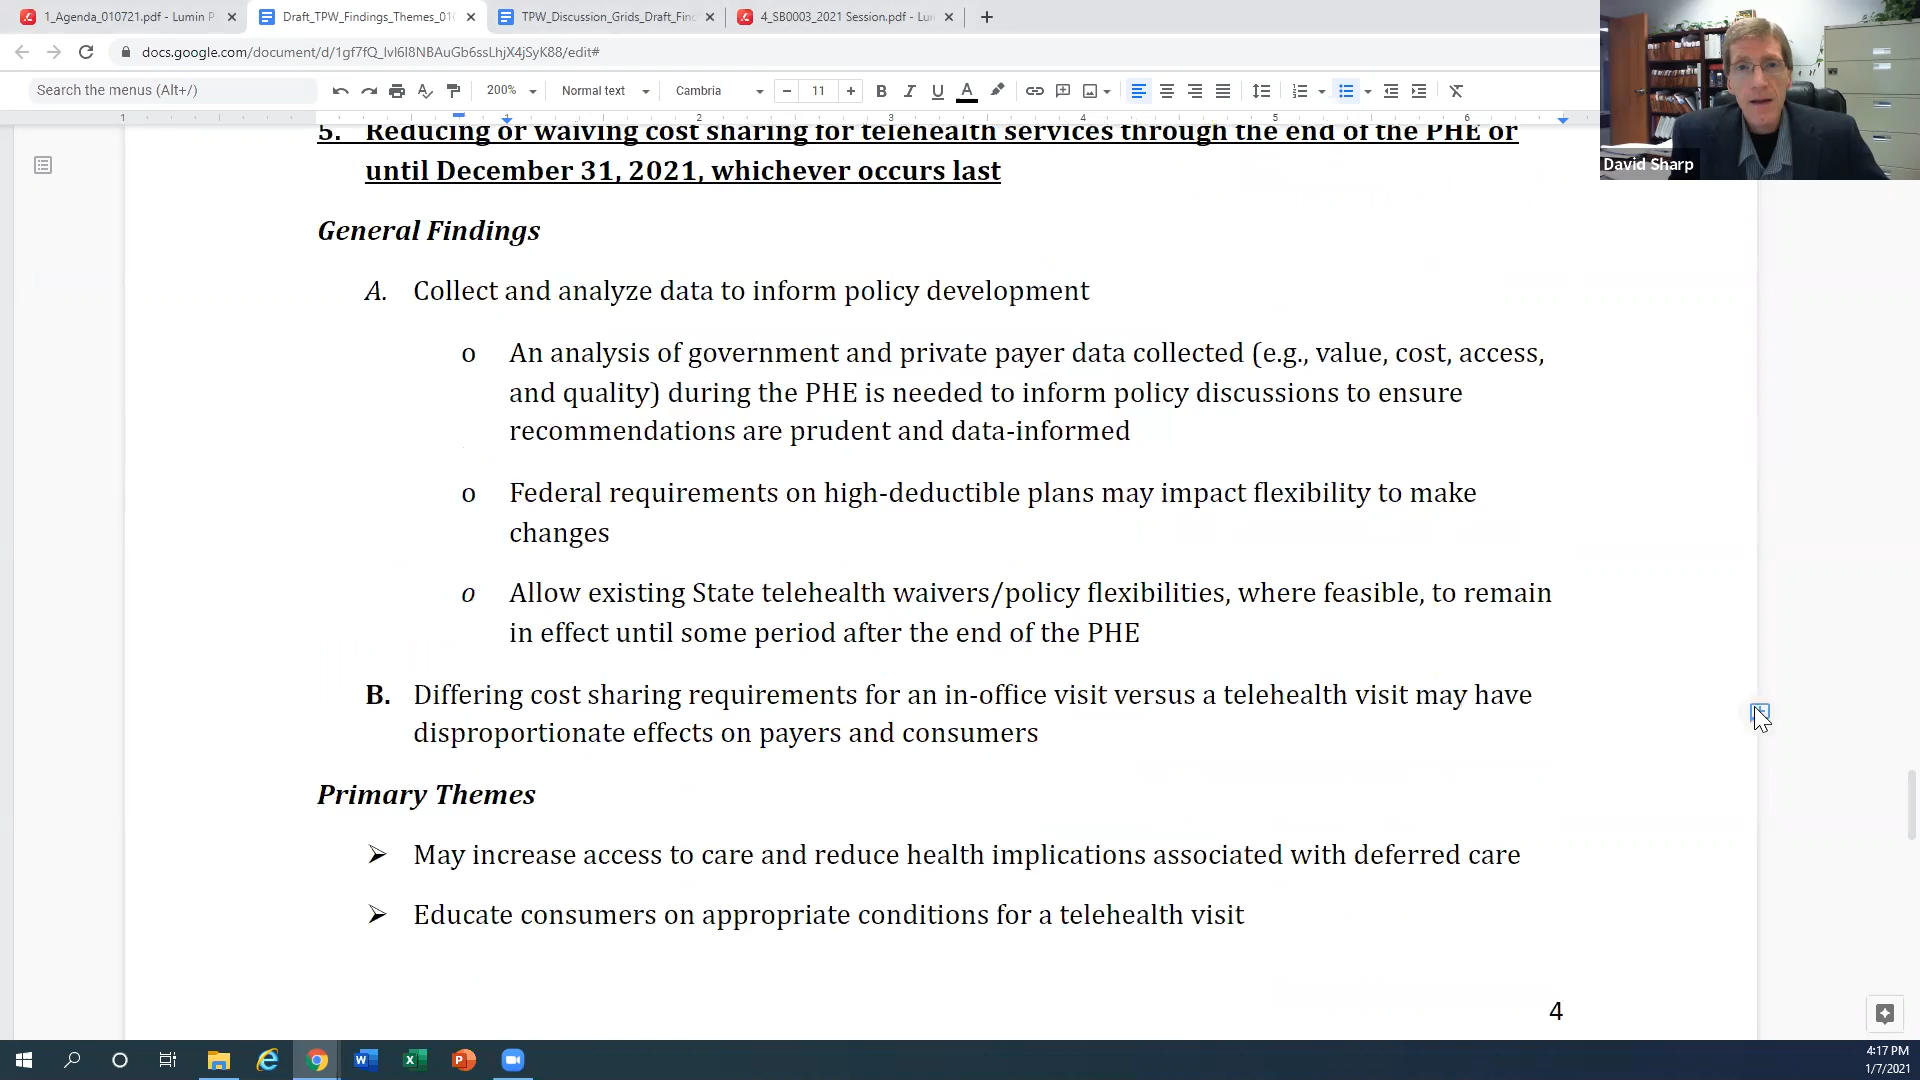 1_Agenda_010721.pdf - Lumin P
Draft_TPW_Findings_Themes_01
TPW_Discussion_Grids_Draft_Fin
4_SB0003_2021 Session.pdf - Lu
docs.google.com/document/d/1gf7fQ_lvl6l8NBAuGb6ssLhjX4jSyK88/edit#
Search the menus (Alt+/)
200%
Normal text
Cambria
11
B I U A
1 1 2 3 4 5 6
David Sharp
5. Reducing or waiving cost sharing for telehealth services through the end of the PHE or
until December 31, 2021, whichever occurs last
General Findings
A. Collect and analyze data to inform policy development
o An analysis of government and private payer data collected (e.g., value, cost, access,
and quality) during the PHE is needed to inform policy discussions to ensure
recommendations are prudent and data-informed
o Federal requirements on high-deductible plans may impact flexibility to make
changes
o Allow existing State telehealth waivers/policy flexibilities, where feasible, to remain
in effect until some period after the end of the PHE
B. Differing cost sharing requirements for an in-office visit versus a telehealth visit may have
disproportionate effects on payers and consumers
Primary Themes
➢ May increase access to care and reduce health implications associated with deferred care
➢ Educate consumers on appropriate conditions for a telehealth visit
4
4:17 PM
1/7/2021